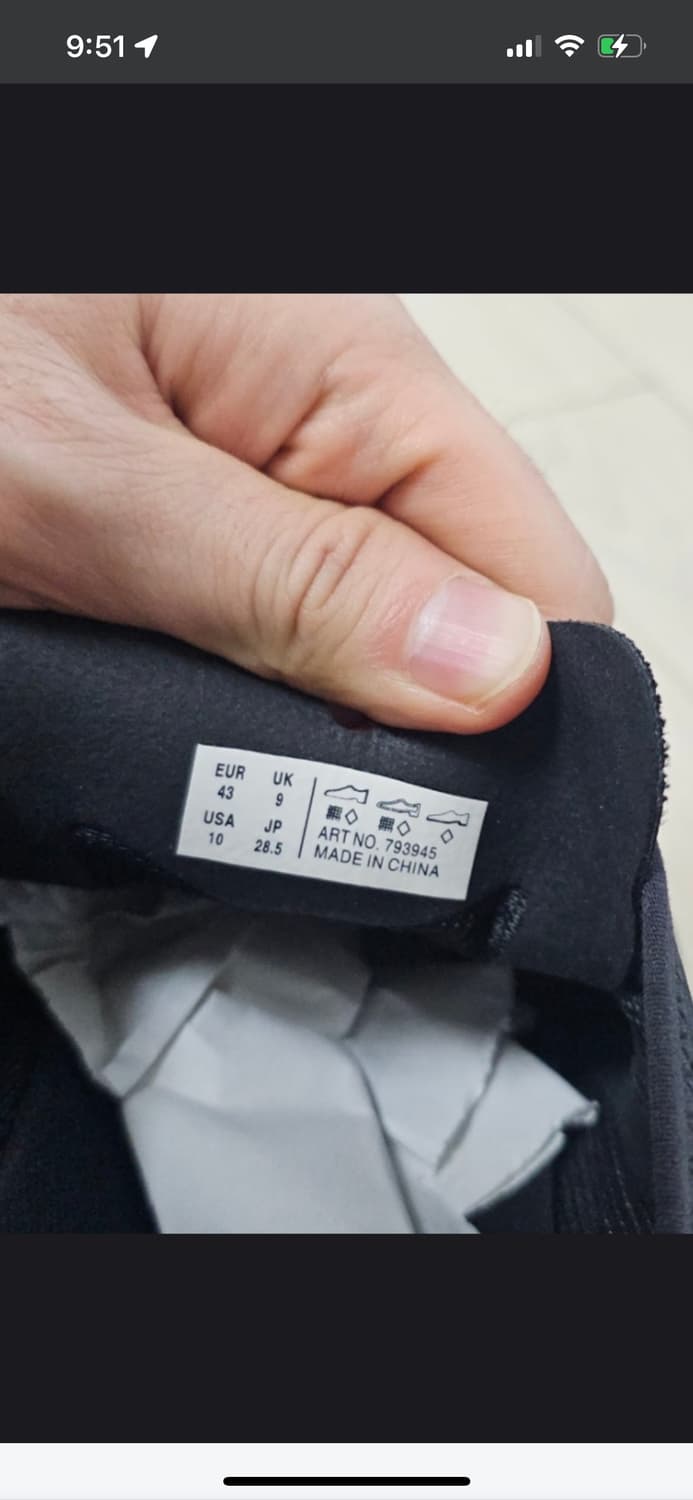 9:51
EUR UK
43 9
USA JP
10 28.5
ART NO. 793945
MADE IN CHINA